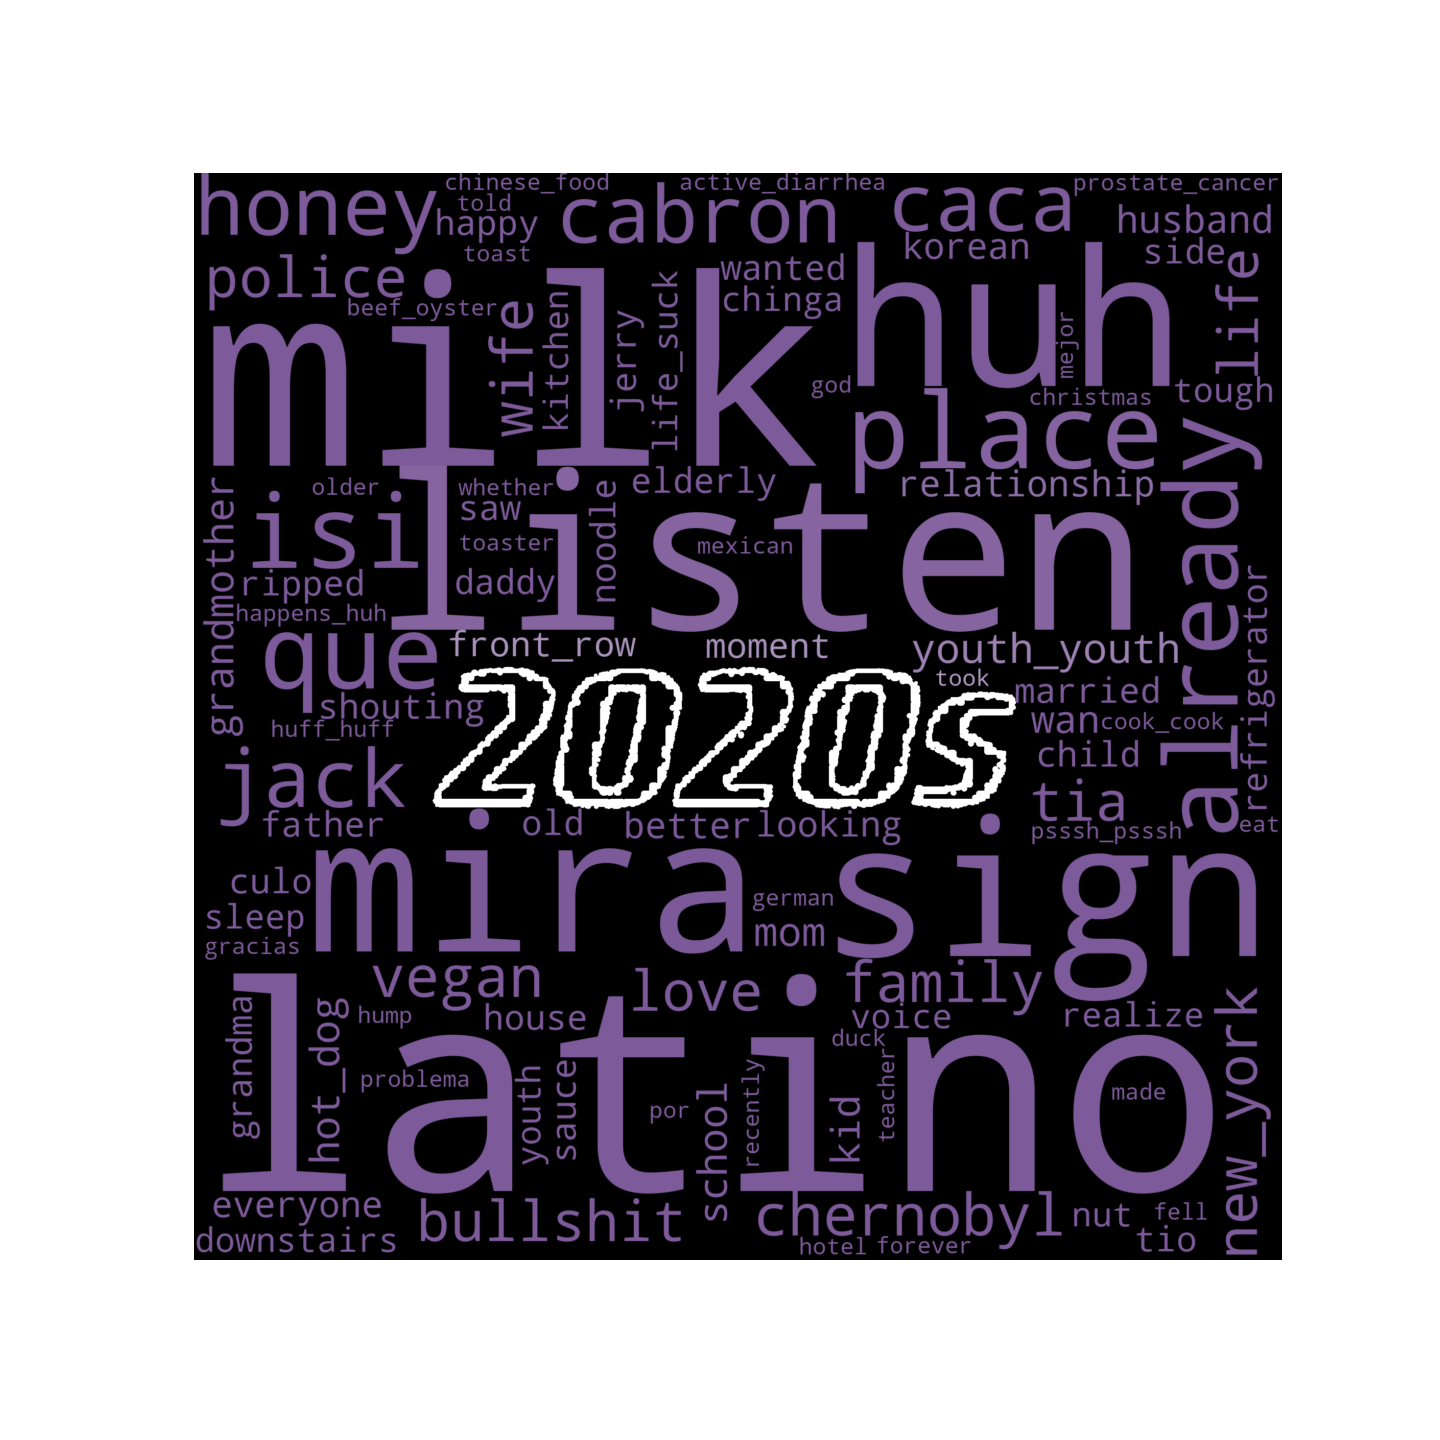 honey
chinese_food
told
happy
toast
cabron
active_diarrhea
caca
prostate_cancer
husband
korean
side
police
beef_oyster
wanted
chinga
milk
wife
kitchen
jerry
life_suck
huh
mejor
life
god
christmas
tough
place
already
grandmother
older
isi
ripped
happens_huh
listen
whether
saw
toaster
daddy
noodle
elderly
mexican
relationship
que
front_row
moment
youth_youth
took
shouting
huff_huff
2020s
married
wan
cook_cook
refrigerator
child
jack
father
old
better
looking
tia
psssh_psssh
eat
culo
sleep
gracias
mira
german
mom
sign
vegan
love
family
grandma
hot_dog
hump
house
voice
realize
new_york
problema
latino
youth
sauce
por
school
recently
duck
kid
teacher
made
everyone
downstairs
bullshit
chernobyl
nut
fell
hotel
forever
tio